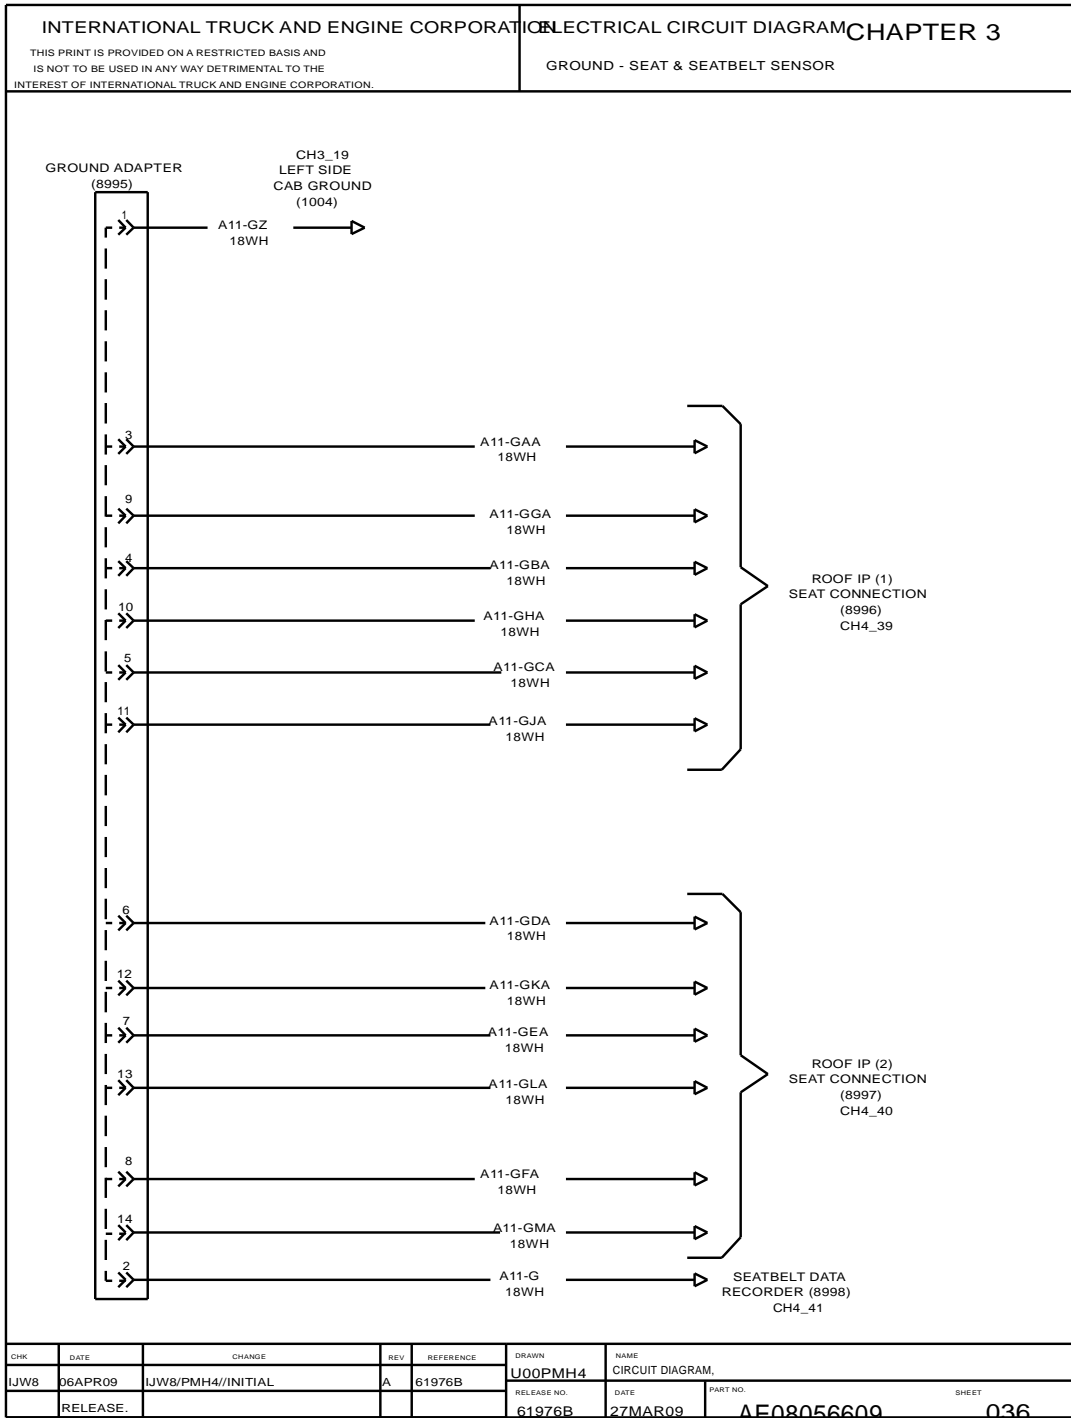 INTERNATIONAL TRUCK AND ENGINE CORPORATION
THIS PRINT IS PROVIDED ON A RESTRICTED BASIS AND
IS NOT TO BE USED IN ANY WAY DETRIMENTAL TO THE
INTEREST OF INTERNATIONAL TRUCK AND ENGINE CORPORATION.
ELECTRICAL CIRCUIT DIAGRAM
CHAPTER 3
GROUND - SEAT & SEATBELT SENSOR
GROUND ADAPTER
(8995)
CH3_19
LEFT SIDE
CAB GROUND
(1004)
1
A11-GZ
18WH
3
A11-GAA
18WH
9
A11-GGA
18WH
4
A11-GBA
18WH
10
A11-GHA
18WH
5
A11-GCA
18WH
11
A11-GJA
18WH
ROOF IP (1)
SEAT CONNECTION
(8996)
CH4_39
6
A11-GDA
18WH
12
A11-GKA
18WH
7
A11-GEA
18WH
13
A11-GLA
18WH
8
A11-GFA
18WH
14
A11-GMA
18WH
ROOF IP (2)
SEAT CONNECTION
(8997)
CH4_40
2
A11-G
18WH
SEATBELT DATA
RECORDER (8998)
CH4_41
CHK DATE CHANGE REV REFERENCE
IJW8 06APR09 IJW8/PMH4//INITIAL A 61976B
RELEASE.
DRAWN
U00PMH4
NAME
CIRCUIT DIAGRAM,
RELEASE NO.
61976B
DATE
27MAR09
PART NO.
AE08056609
SHEET
036